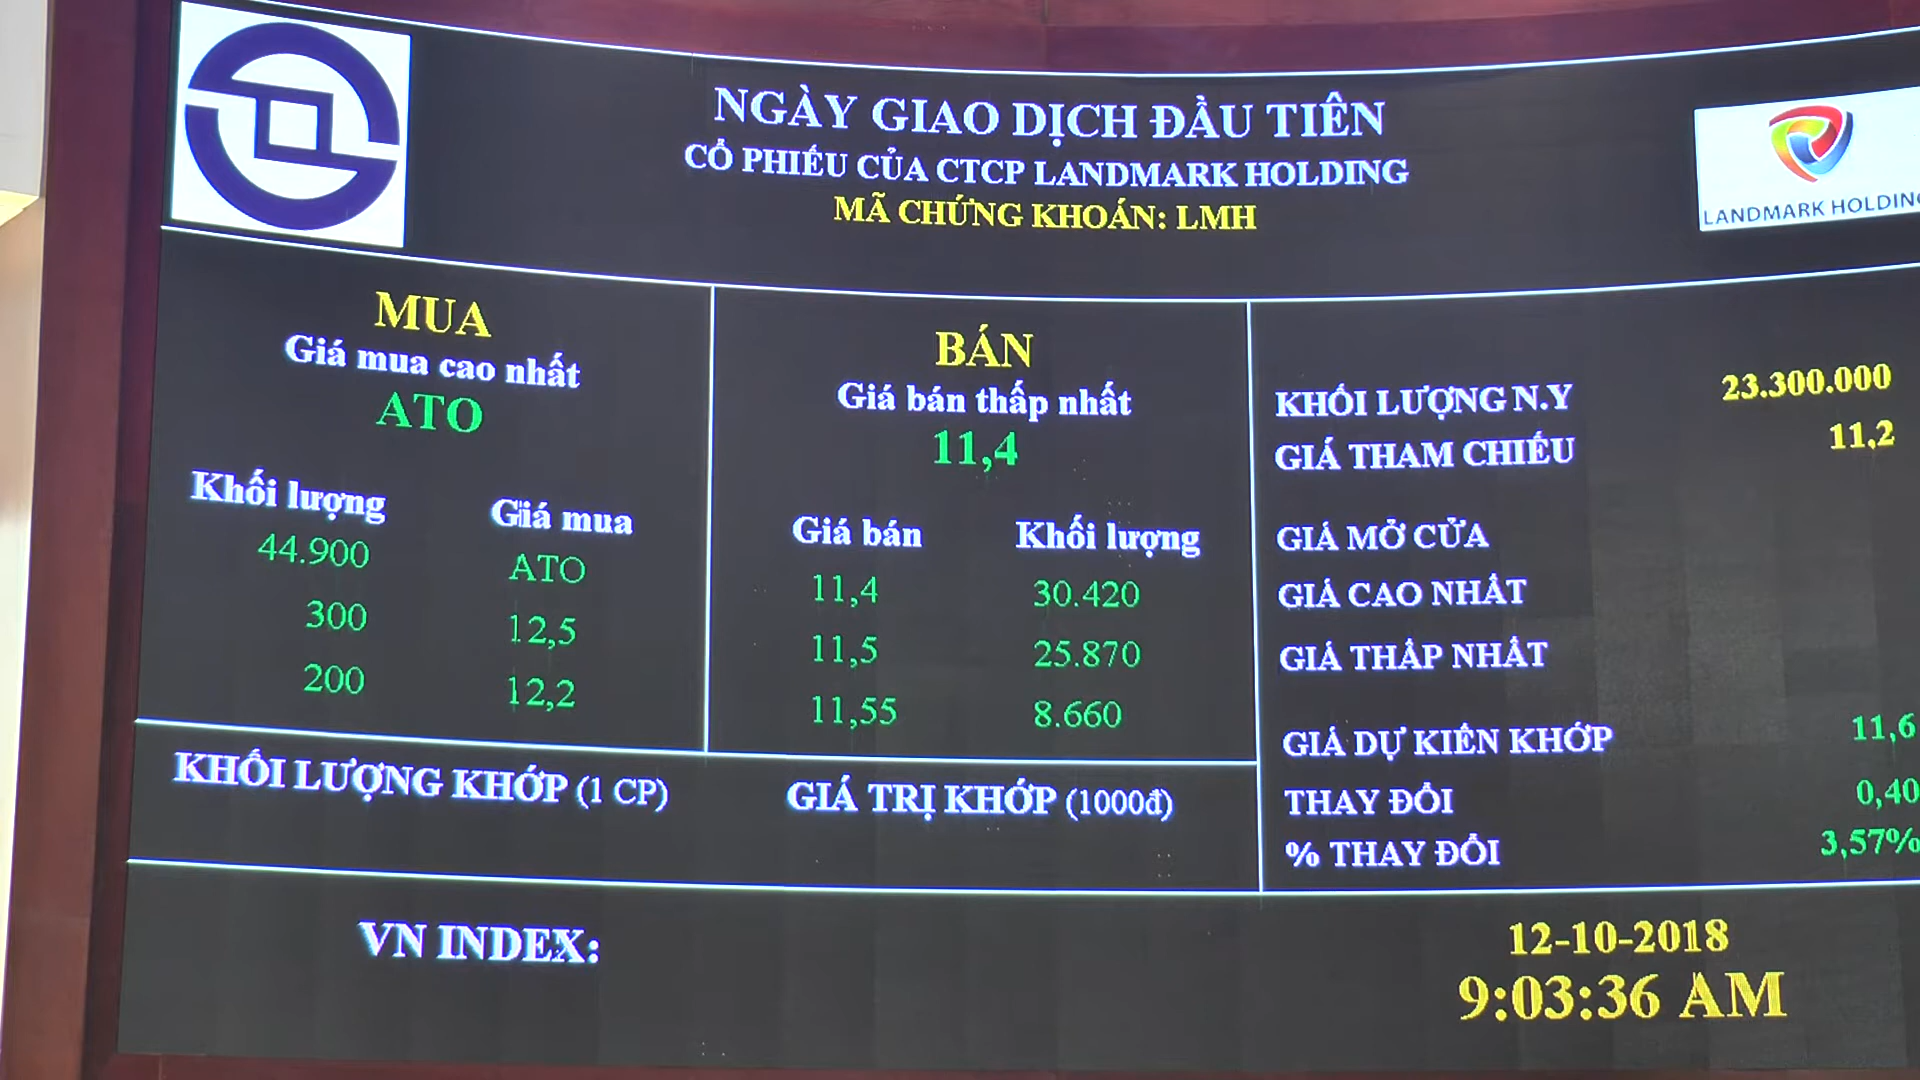 NGÀY GIAO DỊCH ĐẦU TIÊN
CỔ PHIẾU CỦA CTCP LANDMARK HOLDING
MÃ CHỨNG KHOÁN: LMH
LANDMARK HOLDING
MUA
Giá mua cao nhất
ATO
Khối lượng Giá mua
44.900 ATO
300 12,5
200 12,2
BÁN
Giá bán thấp nhất
11,4
Giá bán Khối lượng
11,4 30.420
11,5 25.870
11,55 8.660
KHỐI LƯỢNG N.Y 23.300.000
GIÁ THAM CHIẾU 11,2
GIÁ MỞ CỬA
GIÁ CAO NHẤT
GIÁ THẤP NHẤT
GIÁ DỰ KIẾN KHỚP 11,6
THAY ĐỔI 0,40
% THAY ĐỔI 3,57%
KHỐI LƯỢNG KHỚP (1 CP)
GIÁ TRỊ KHỚP (1000đ)
VN INDEX:
12-10-2018
9:03:36 AM